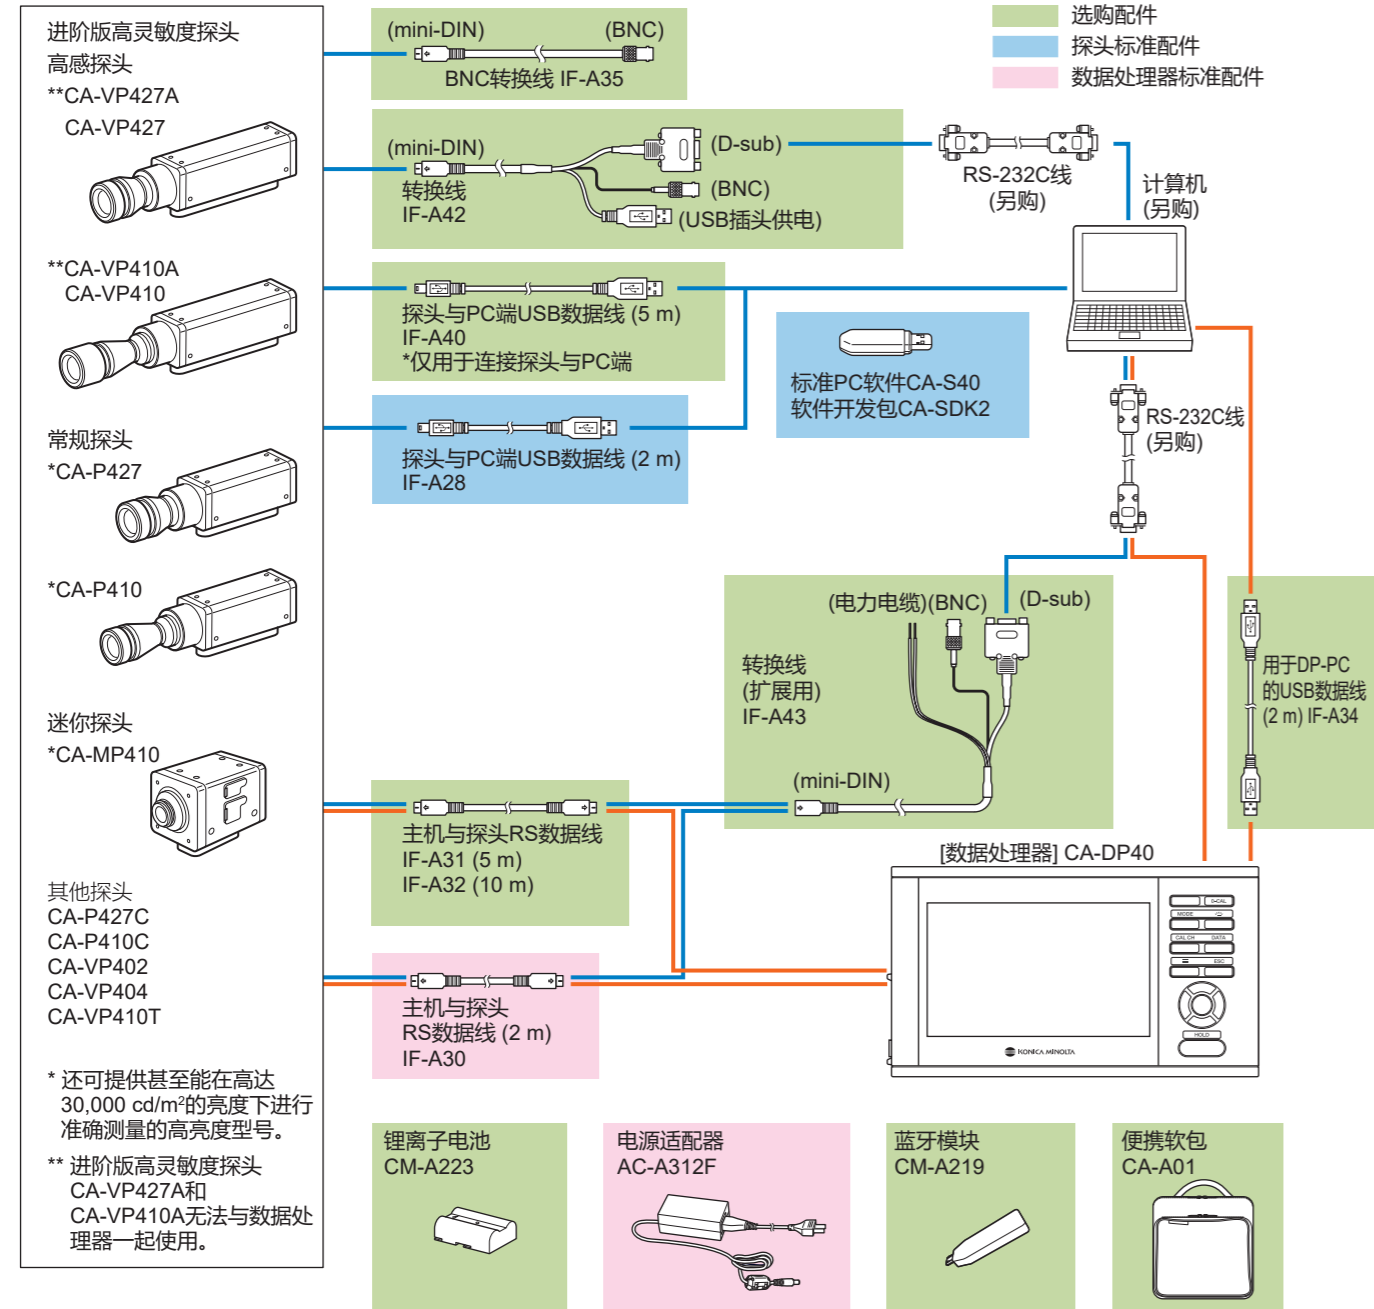 进阶版高灵敏度探头
高感探头
**CA-VP427A
CA-VP427
**CA-VP410A
CA-VP410
常规探头
*CA-P427
*CA-P410
迷你探头
*CA-MP410
其他探头
CA-P427C
CA-P410C
CA-VP402
CA-VP404
CA-VP410T
* 还可提供甚至能在高达
30,000 cd/m²的亮度下进行
准确测量的高亮度型号。
** 进阶版高灵敏度探头
CA-VP427A和
CA-VP410A无法与数据处
理器一起使用。
(mini-DIN) (BNC)
BNC转换线 IF-A35
选购配件
探头标准配件
数据处理器标准配件
(mini-DIN)
转换线
IF-A42
(D-sub)
(BNC)
(USB插头供电)
RS-232C线
(另购)
计算机
(另购)
探头与PC端USB数据线 (5 m)
IF-A40
*仅用于连接探头与PC端
探头与PC端USB数据线 (2 m)
IF-A28
标准PC软件CA-S40
软件开发包CA-SDK2
RS-232C线
(另购)
(电力电缆)(BNC) (D-sub)
转换线
(扩展用)
IF-A43
(mini-DIN)
用于DP-PC
的USB数据线
(2 m) IF-A34
主机与探头RS数据线
IF-A31 (5 m)
IF-A32 (10 m)
主机与探头
RS数据线 (2 m)
IF-A30
[数据处理器] CA-DP40
0-CAL
MODE
CAL CH DATA
ESC
HOLD
KONICA MINOLTA
锂离子电池
CM-A223
电源适配器
AC-A312F
蓝牙模块
CM-A219
便携软包
CA-A01